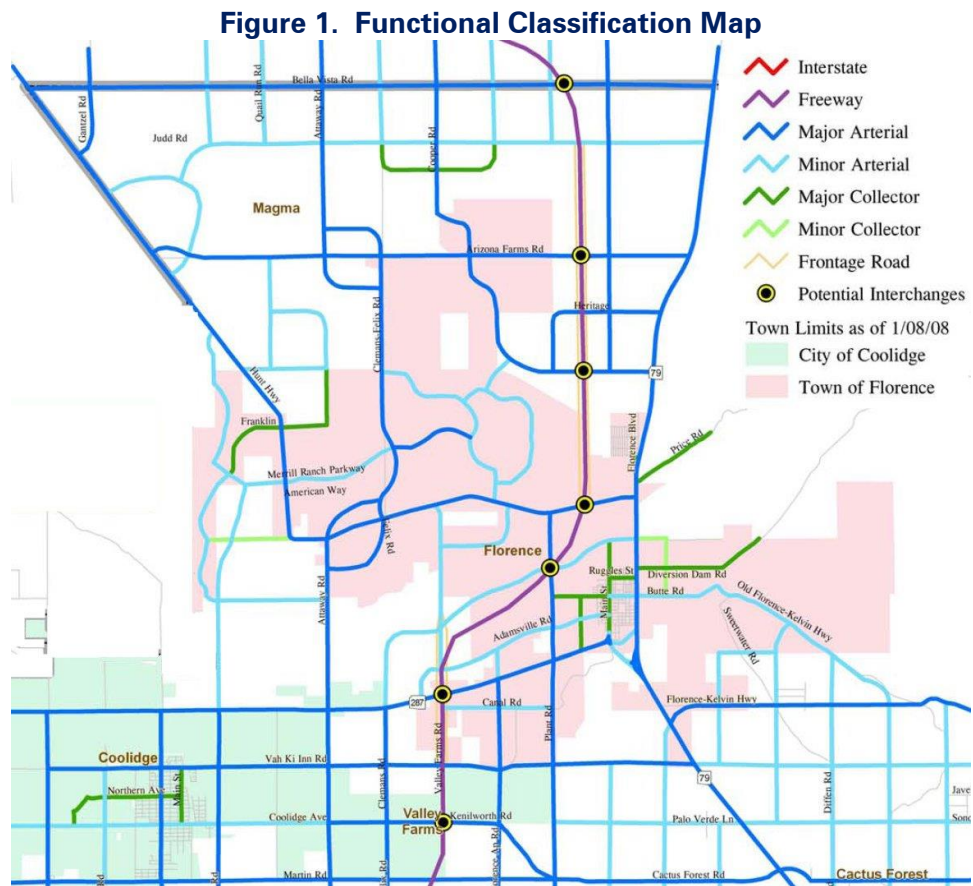 Figure 1. Functional Classification Map
Interstate
Freeway
Major Arterial
Minor Arterial
Major Collector
Minor Collector
Frontage Road
Potential Interchanges
Town Limits as of 1/08/08
City of Coolidge
Town of Florence
Bella Vista Rd
Gantzel Rd
Quail Run Rd
Attaway Rd
Judd Rd
Cooper Rd
Magma
Arizona Farms Rd
Heritage
Clemans-Felix Rd
Hunt Hwy
79
Franklin
Florence Blvd
Price Rd
Merrill Ranch Parkway
American Way
Felix Rd
Florence
Ruggles St
Diversion Dam Rd
Attaway Rd
Main St
Butte Rd
Old Florence-Kelvin Hwy
Adamsville Rd
Sweetwater Rd
287
Canal Rd
Florence-Kelvin Hwy
Plant Rd
Valley Farms Rd
Coolidge
Vah Ki Inn Rd
Clemans Rd
79
Northern Ave
Main St
Diffen Rd
Coolidge Ave
Valley
Farms
Kenilworth Rd
Palo Verde Ln
Martin Rd
Cactus Forest Rd
Cactus Forest